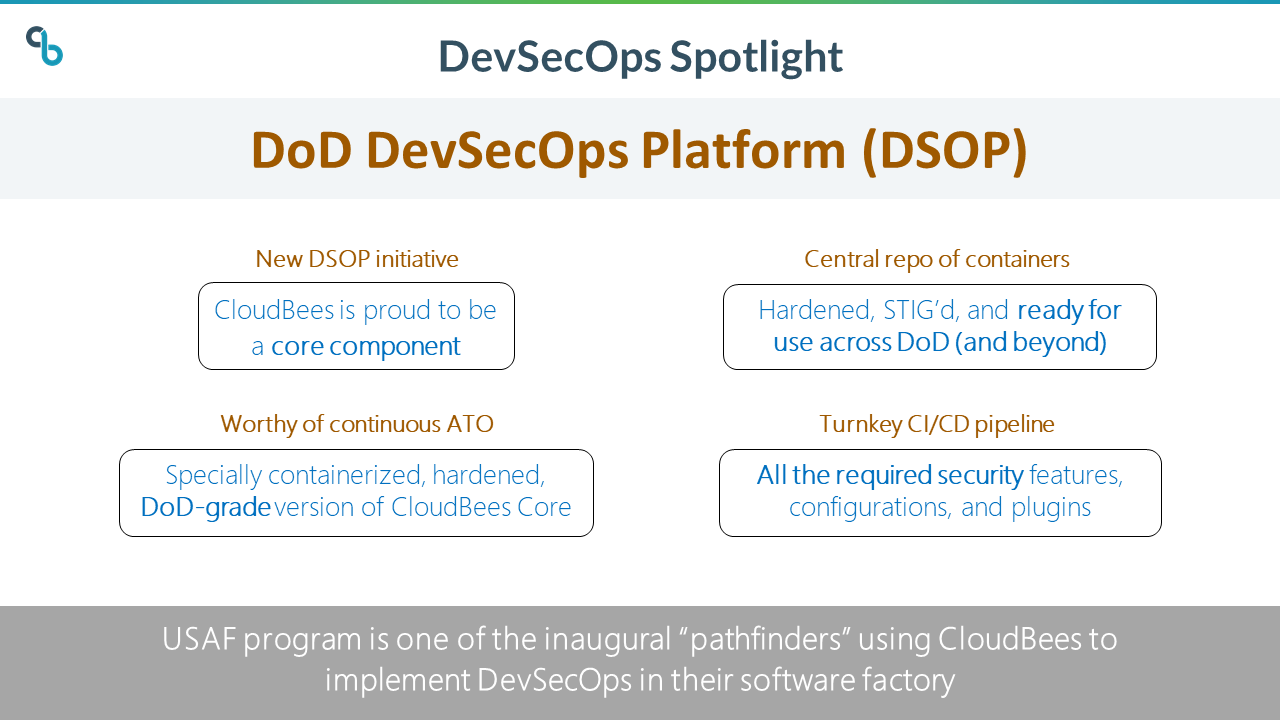 DevSecOps Spotlight
DoD DevSecOps Platform (DSOP)
New DSOP initiative
CloudBees is proud to be
a core component
Central repo of containers
Hardened, STIG’d, and ready for
use across DoD (and beyond)
Worthy of continuous ATO
Specially containerized, hardened,
DoD-grade version of CloudBees Core
Turnkey CI/CD pipeline
All the required security features,
configurations, and plugins
USAF program is one of the inaugural “pathfinders” using CloudBees to
implement DevSecOps in their software factory